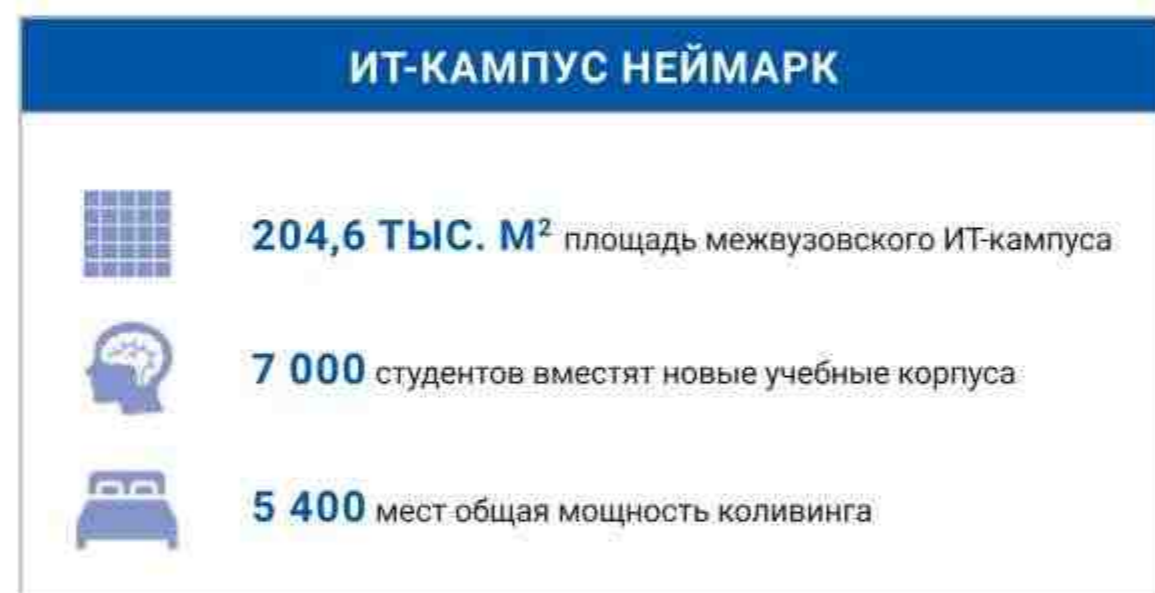 ИТ-КАМПУС НЕЙМАРК
204,6 ТЫС. М² площадь межвузовского ИТ-кампуса
7 000 студентов вместят новые учебные корпуса
5 400 мест общая мощность коливинга